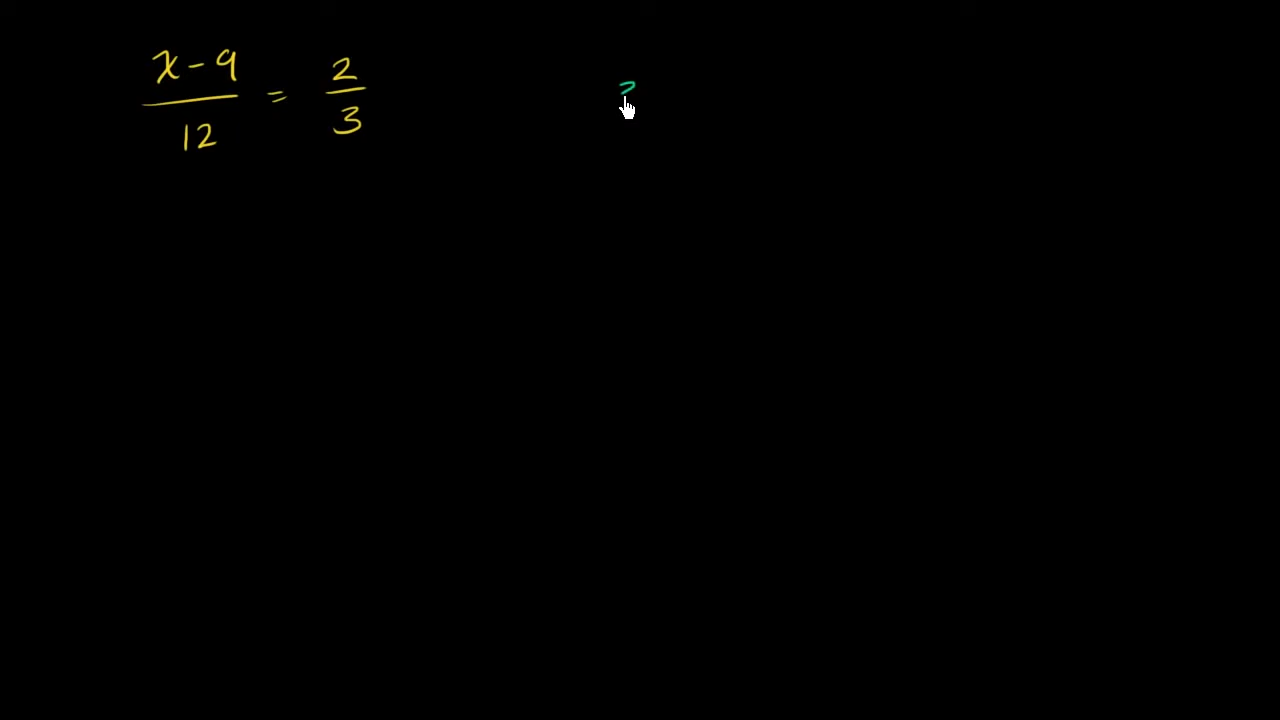 x - 9 / 12 = 2 / 3